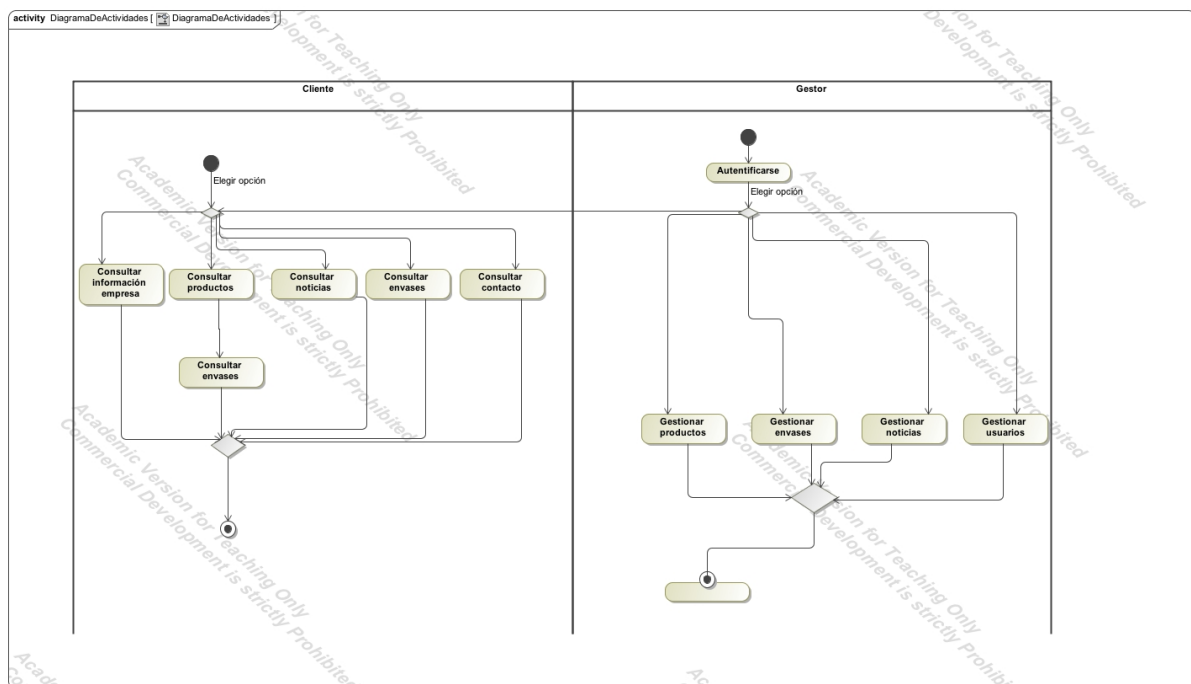 activity DiagramaDeActividades [ DiagramaDeActividades ]
Cliente
Gestor
Autentificarse
Elegir opción
Elegir opción
Consultar
información
empresa
Consultar
productos
Consultar
noticias
Consultar
envases
Consultar
contacto
Consultar
envases
Gestionar
productos
Gestionar
envases
Gestionar
noticias
Gestionar
usuarios
Academic Version for Teaching Only
Commercial Development is strictly Prohibited